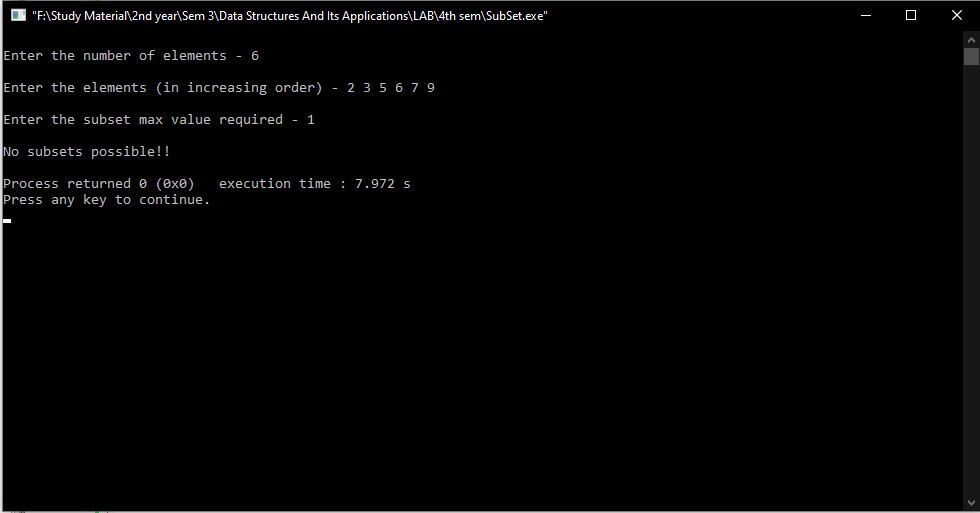 "F:\Study Material\2nd year\Sem 3\Data Structures And Its Applications\LAB\4th sem\SubSet.exe"
Enter the number of elements - 6
Enter the elements (in increasing order) - 2 3 5 6 7 9
Enter the subset max value required - 1
No subsets possible!!
Process returned 0 (0x0)   execution time : 7.972 s
Press any key to continue.